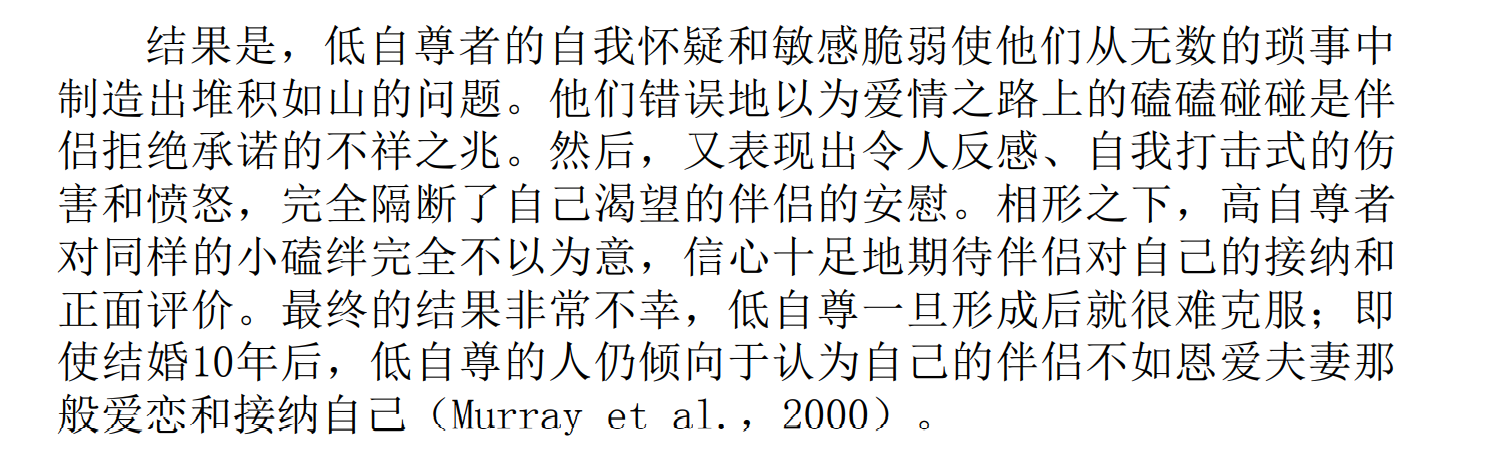 结果是，低自尊者的自我怀疑和敏感脆弱使他们从无数的琐事中
制造出堆积如山的问题。他们错误地以为爱情之路上的磕磕碰碰是伴
侣拒绝承诺的不祥之兆。然后，又表现出令人反感、自我打击式的伤
害和愤怒，完全隔断了自己渴望的伴侣的安慰。相形之下，高自尊者
对同样的小磕绊完全不以为意，信心十足地期待伴侣对自己的接纳和
正面评价。最终的结果非常不幸，低自尊一旦形成后就很难克服；即
使结婚10年后，低自尊的人仍倾向于认为自己的伴侣不如恩爱夫妻那
般爱恋和接纳自己（Murray et al.，2000）。